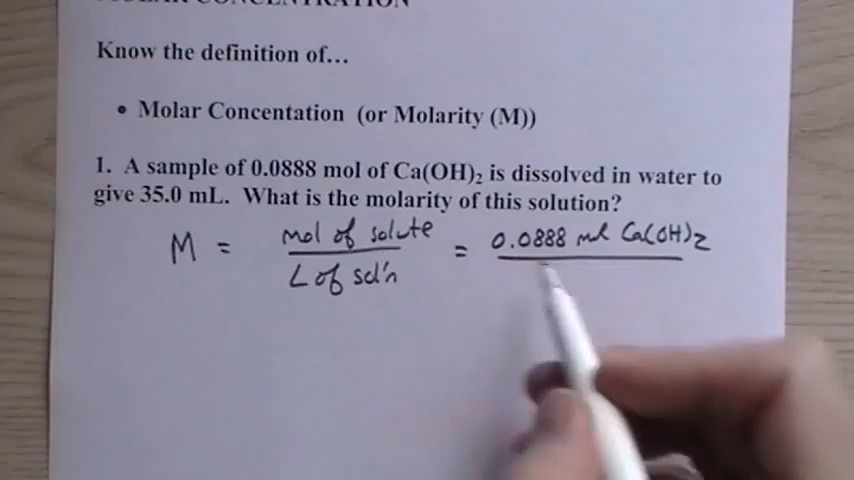 MOLAR CONCENTRATION
Know the definition of...
• Molar Concentation (or Molarity (M))
1. A sample of 0.0888 mol of Ca(OH)₂ is dissolved in water to
give 35.0 mL. What is the molarity of this solution?
M = mol of solute / L of sol'n = 0.0888 mol Ca(OH)₂